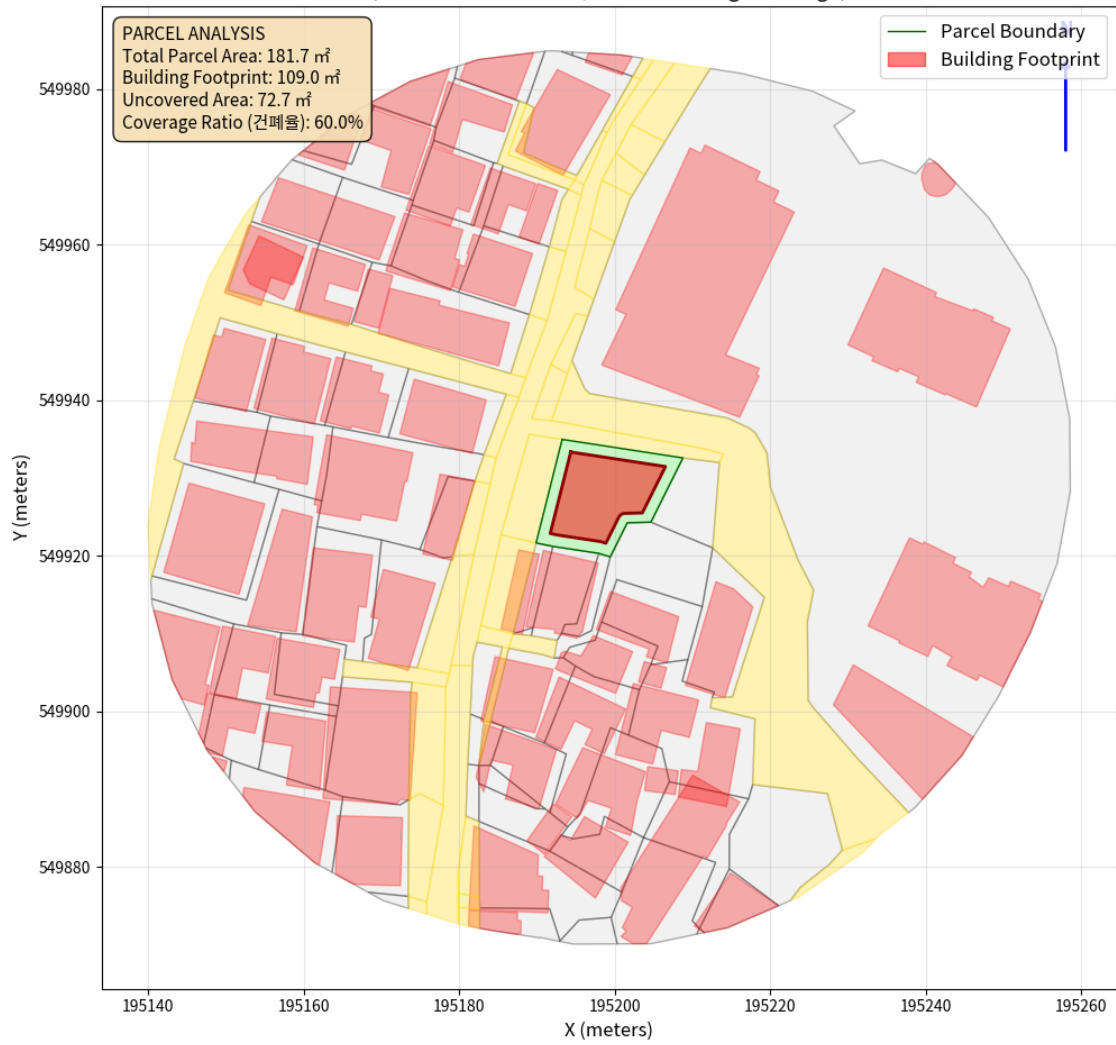 PARCEL ANALYSIS
Total Parcel Area: 181.7 ㎡
Building Footprint: 109.0 ㎡
Uncovered Area: 72.7 ㎡
Coverage Ratio (건폐율): 60.0%
Parcel Boundary
Building Footprint
N
549980
549960
549940
549920
549900
549880
Y (meters)
195140
195160
195180
195200
195220
195240
195260
X (meters)